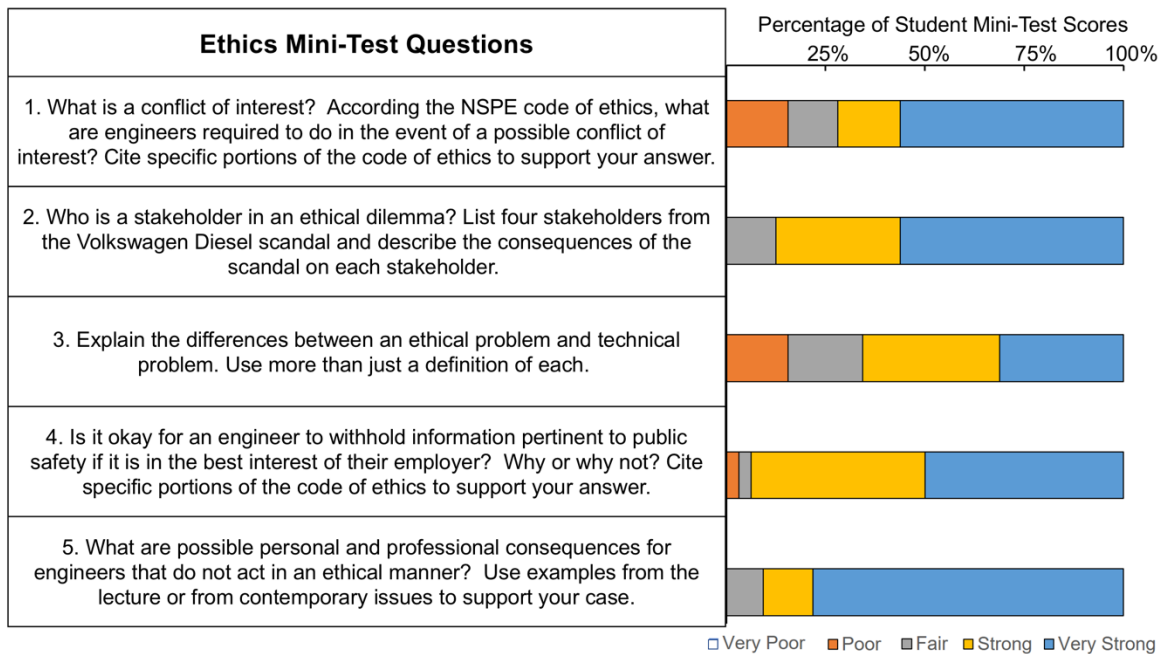 Ethics Mini-Test Questions
Percentage of Student Mini-Test Scores
25% 50% 75% 100%
1. What is a conflict of interest?  According the NSPE code of ethics, what
are engineers required to do in the event of a possible conflict of
interest? Cite specific portions of the code of ethics to support your answer.
2. Who is a stakeholder in an ethical dilemma? List four stakeholders from
the Volkswagen Diesel scandal and describe the consequences of the
scandal on each stakeholder.
3. Explain the differences between an ethical problem and technical
problem. Use more than just a definition of each.
4. Is it okay for an engineer to withhold information pertinent to public
safety if it is in the best interest of their employer?  Why or why not? Cite
specific portions of the code of ethics to support your answer.
5. What are possible personal and professional consequences for
engineers that do not act in an ethical manner?  Use examples from the
lecture or from contemporary issues to support your case.
Very Poor Poor Fair Strong Very Strong